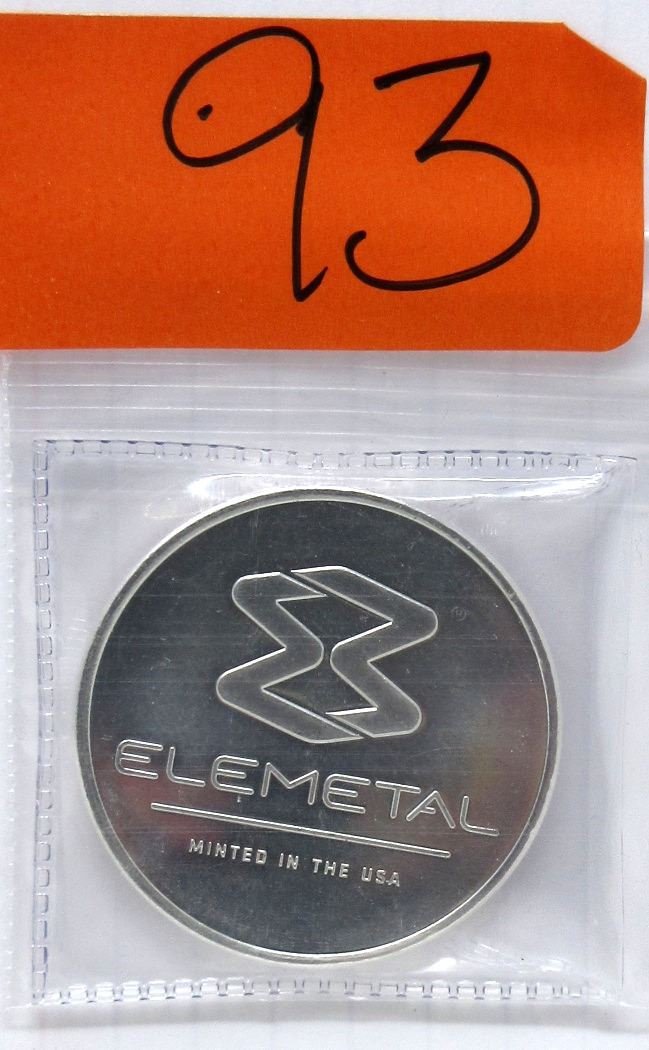 93
ELEMETAL
MINTED IN THE USA